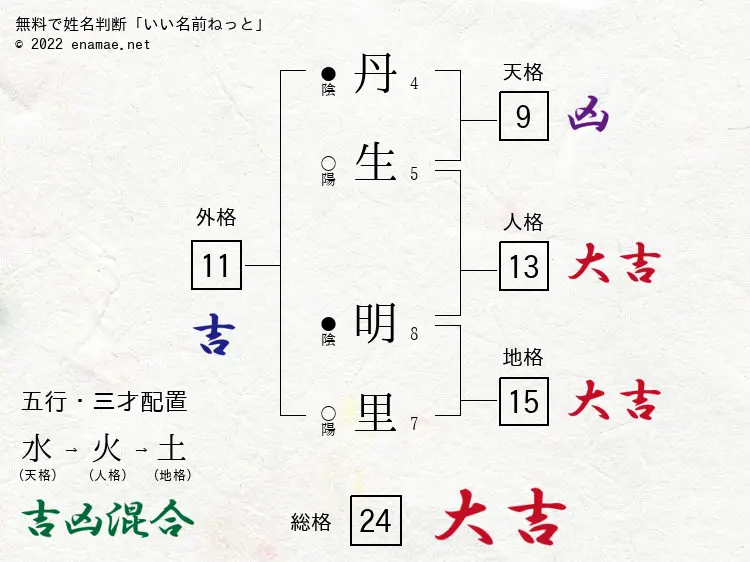 無料で姓名判断「いい名前ねっと」
© 2022 enamae.net
天格
9
凶
●
陰
丹
4
○
陽
生
5
外格
11
吉
人格
13
大吉
●
陰
明
8
地格
15
大吉
○
陽
里
7
五行・三才配置
水→火→土
(天格) (人格) (地格)
吉凶混合
総格
24
大吉